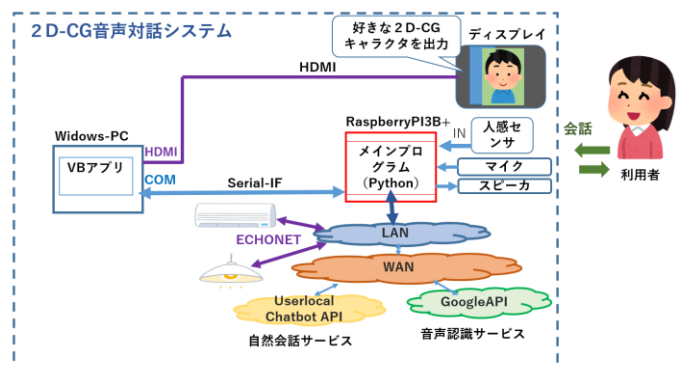 ２D-CG音声対話システム
好きな２D-CG
キャラクタを出力
ディスプレイ
HDMI
RaspberryPI3B+
IN
人感セ
ンサ
会話
Widows-PC
HDMI
VBアプリ
メインプロ
グラム
（Python）
マイク
利用者
COM
Serial-IF
スピーカ
ECHONET
LAN
WAN
Userlocal
Chatbot API
GoogleAPI
自然会話サービス
音声認識サービス